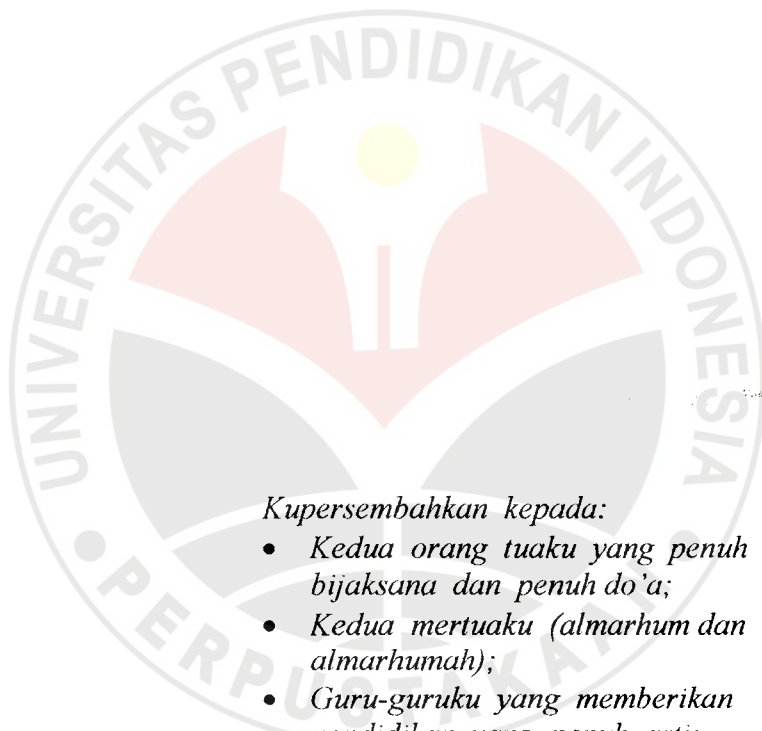 UNIVERSITAS PENDIDIKAN INDONESIA
PERPUSTAKAAN
Kupersembahkan kepada:
• Kedua orang tuaku yang penuh
bijaksana dan penuh do'a;
• Kedua mertuaku (almarhum dan
almarhumah);
• Guru-guruku yang memberikan